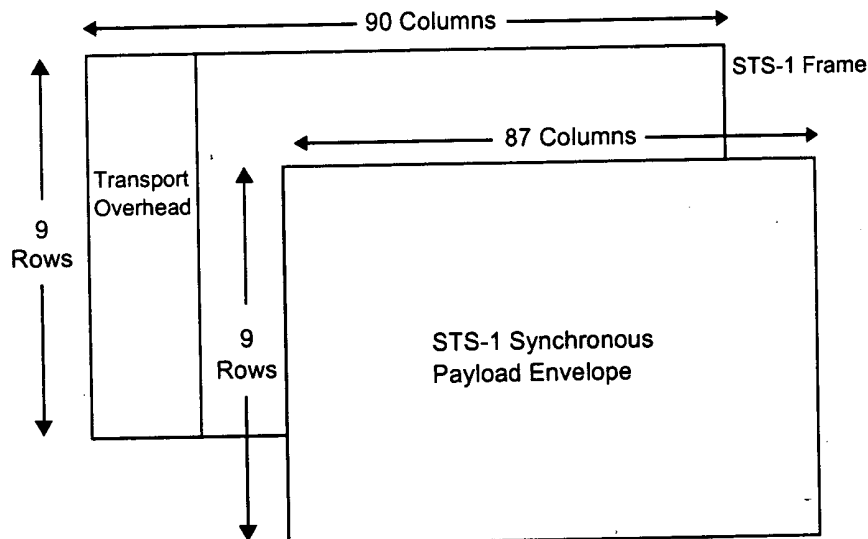 90 Columns
STS-1 Frame
87 Columns
Transport
Overhead
9
Rows
9
Rows
STS-1 Synchronous
Payload Envelope